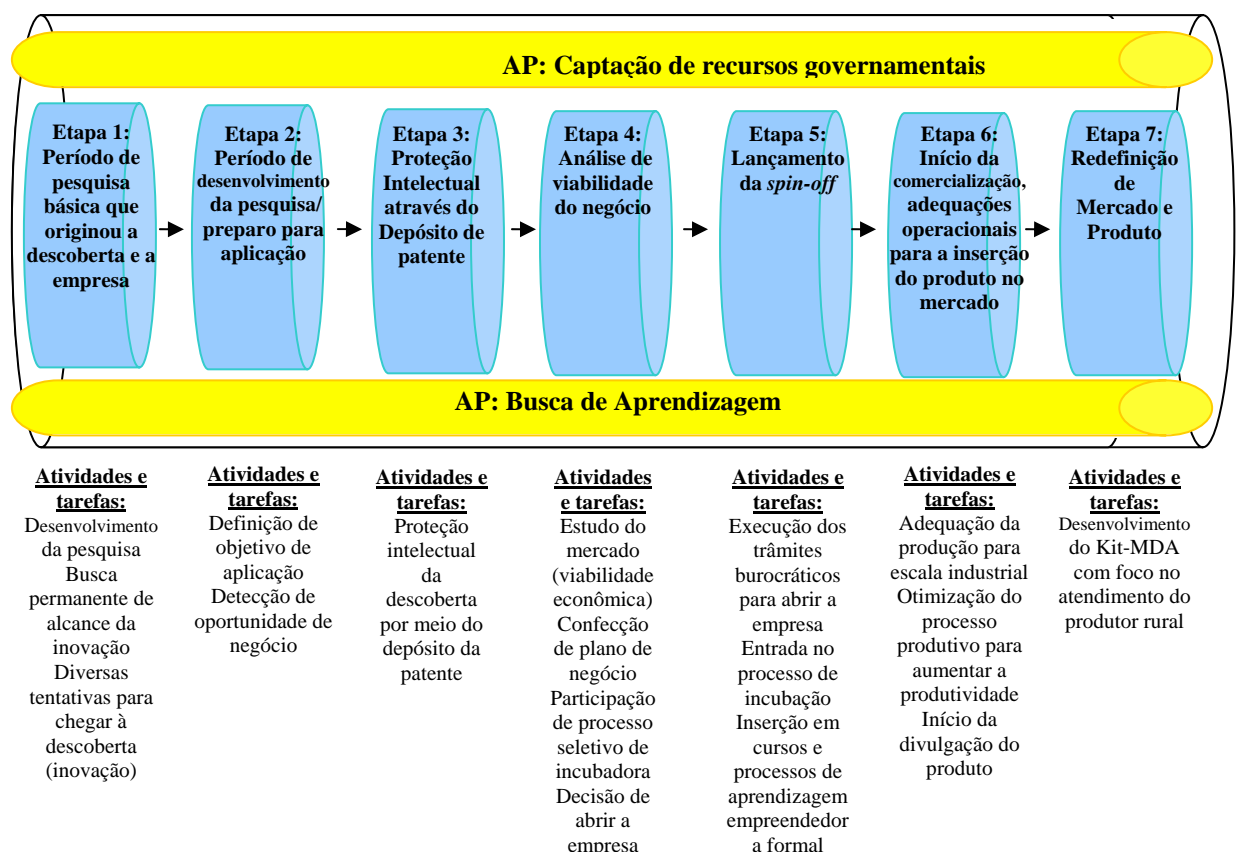 AP: Captação de recursos governamentais
Etapa 1:
Período de
pesquisa
básica que
originou a
descoberta e a
empresa
Etapa 2:
Período de
desenvolvimento
da pesquisa/
preparo para
aplicação
Etapa 3:
Proteção
Intelectual
através do
Depósito de
patente
Etapa 4:
Análise de
viabilidade
do negócio
Etapa 5:
Lançamento
da spin-off
Etapa 6:
Início da
comercialização,
adequações
operacionais
para a inserção
do produto no
mercado
Etapa 7:
Redefinição
de
Mercado e
Produto
AP: Busca de Aprendizagem
Atividades e
tarefas:
Desenvolvimento
da pesquisa
Busca
permanente de
alcance da
inovação
Diversas
tentativas para
chegar à
descoberta
(inovação)
Atividades e
tarefas:
Definição de
objetivo de
aplicação
Detecção de
oportunidade de
negócio
Atividades e
tarefas:
Proteção
intelectual
da
descoberta
por meio do
depósito da
patente
Atividades
e tarefas:
Estudo do
mercado
(viabilidade
econômica)
Confecção
de plano de
negócio
Participação
de processo
seletivo de
incubadora
Decisão de
abrir a
empresa
Atividades e
tarefas:
Execução dos
trâmites
burocráticos
para abrir a
empresa
Entrada no
processo de
incubação
Inserção em
cursos e
processos de
aprendizagem
empreendedor
a formal
Atividades e
tarefas:
Adequação da
produção para
escala industrial
Otimização do
processo
produtivo para
aumentar a
produtividade
Início da
divulgação do
produto
Atividades e
tarefas:
Desenvolvimento
do Kit-MDA
com foco no
atendimento do
produtor rural